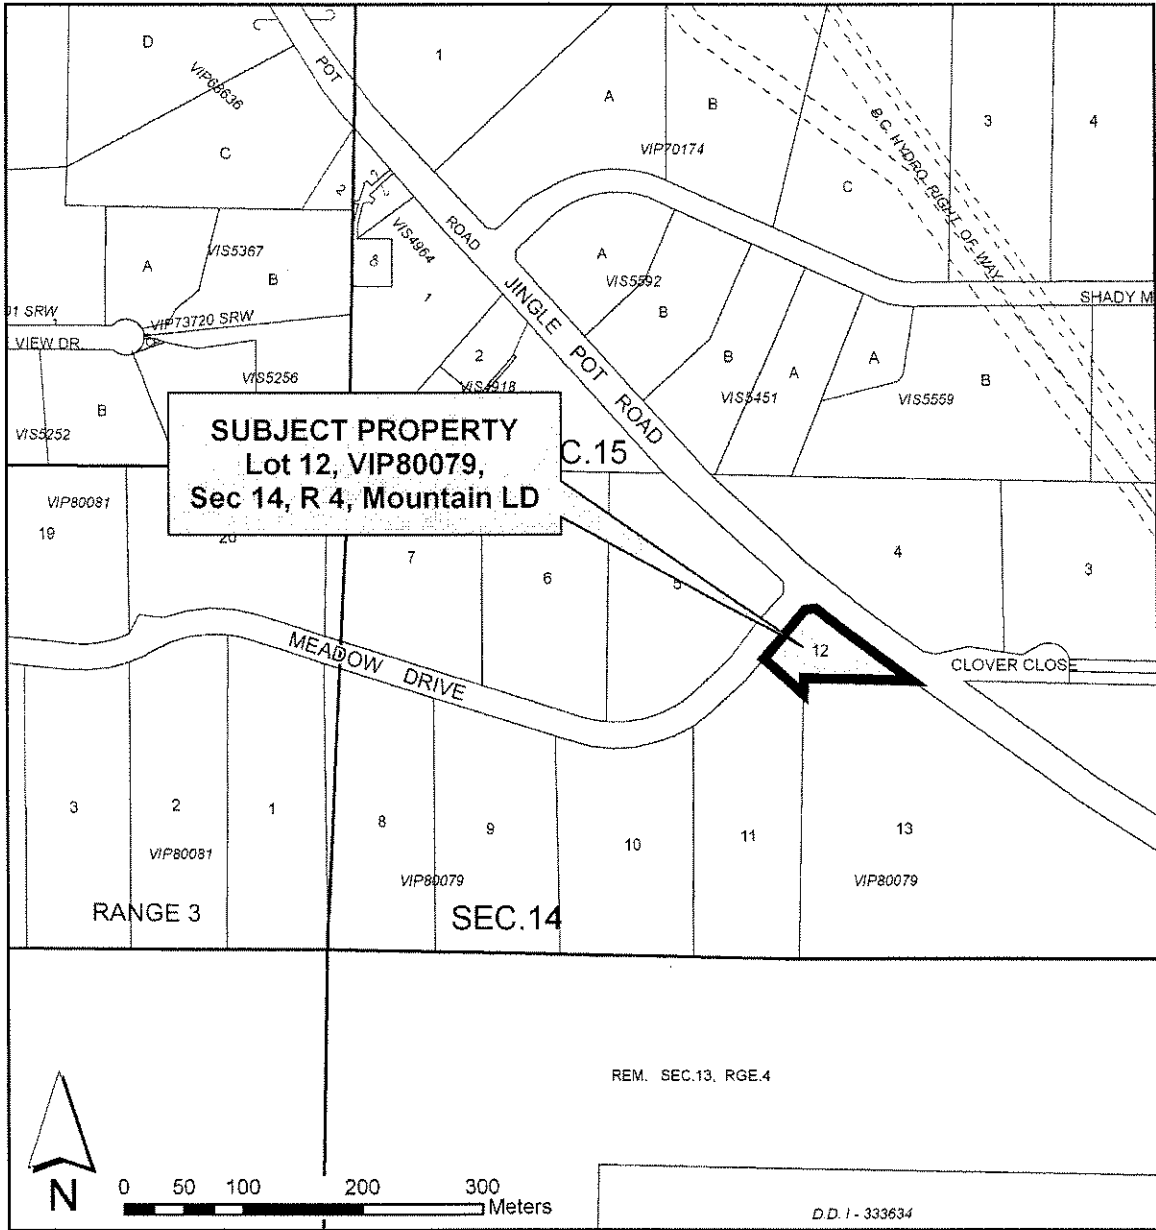 D
1
POT
VIP68636
A
B
3
4
B.C. HYDRO RIGHT OF WAY
C
VIP70174
C
2
2
2
VIS4964
ROAD
8
VIS5367
A
B
A
VIS5592
1
JINGLE POT ROAD
SHADY M
01 SRW
VIP73720 SRW
B
VIEW DR.
2
B
A
A
B
VIS5256
VIS4918
VIS5451
VIS5559
B
VIS5252
SUBJECT PROPERTY
Lot 12, VIP80079,
Sec 14, R 4, Mountain LD
C.15
VIP80081
19
20
7
6
5
4
3
MEADOW DRIVE
12
CLOVER CLOSE
3
2
1
8
9
10
11
13
VIP80081
VIP80079
VIP80079
RANGE 3
SEC.14
REM. SEC.13, RGE.4
N
0 50 100 200 300
Meters
D.D. I - 333634